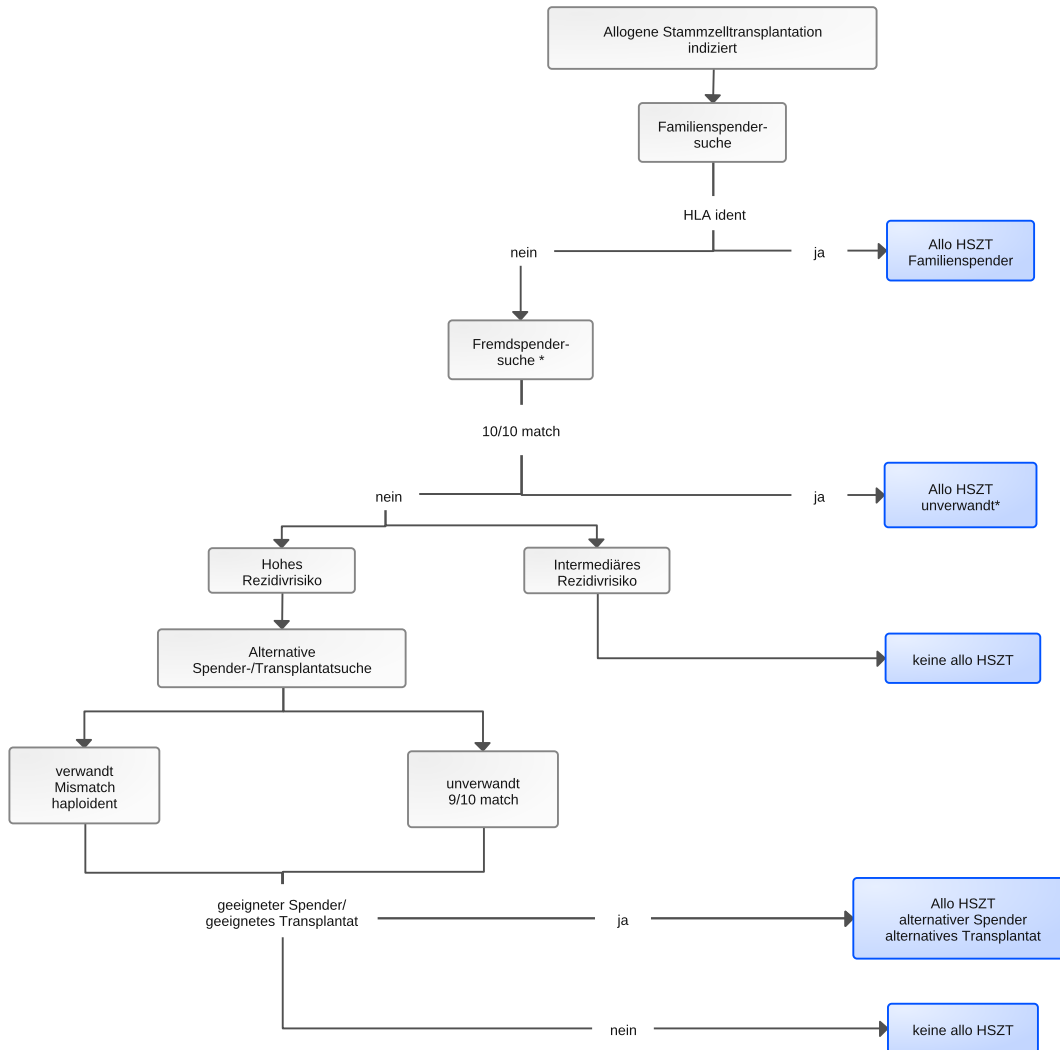 Allogene Stammzelltransplantation
indiziert
Familienspender-
suche
HLA ident
nein
ja
Allo HSZT
Familienspender
Fremdspender-
suche *
10/10 match
nein
ja
Allo HSZT
unverwandt*
Hohes
Rezidivrisiko
Intermediäres
Rezidivrisiko
Alternative
Spender-/Transplantatsuche
keine allo HSZT
verwandt
Mismatch
haploident
unverwandt
9/10 match
geeigneter Spender/
geeignetes Transplantat
ja
Allo HSZT
alternativer Spender
alternatives Transplantat
nein
keine allo HSZT